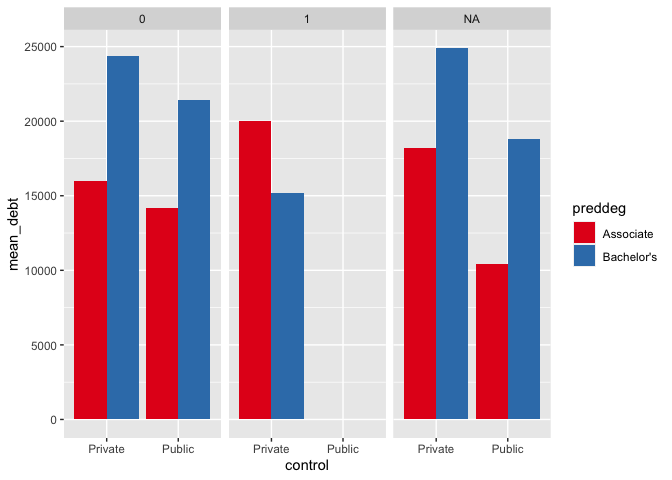 0 1 NA
25000
20000
15000
10000
5000
0
mean_debt
Private Public Private Public Private Public
control
preddeg
Associate
Bachelor's